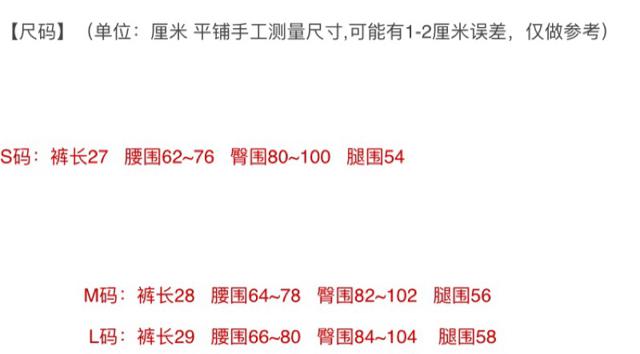 【尺码】（单位：厘米 平铺手工测量尺寸,可能有1-2厘米误差，仅做参考）
S码：裤长27 腰围62~76 臀围80~100 腿围54
M码：裤长28 腰围64~78 臀围82~102 腿围56
L码：裤长29 腰围66~80 臀围84~104 腿围58